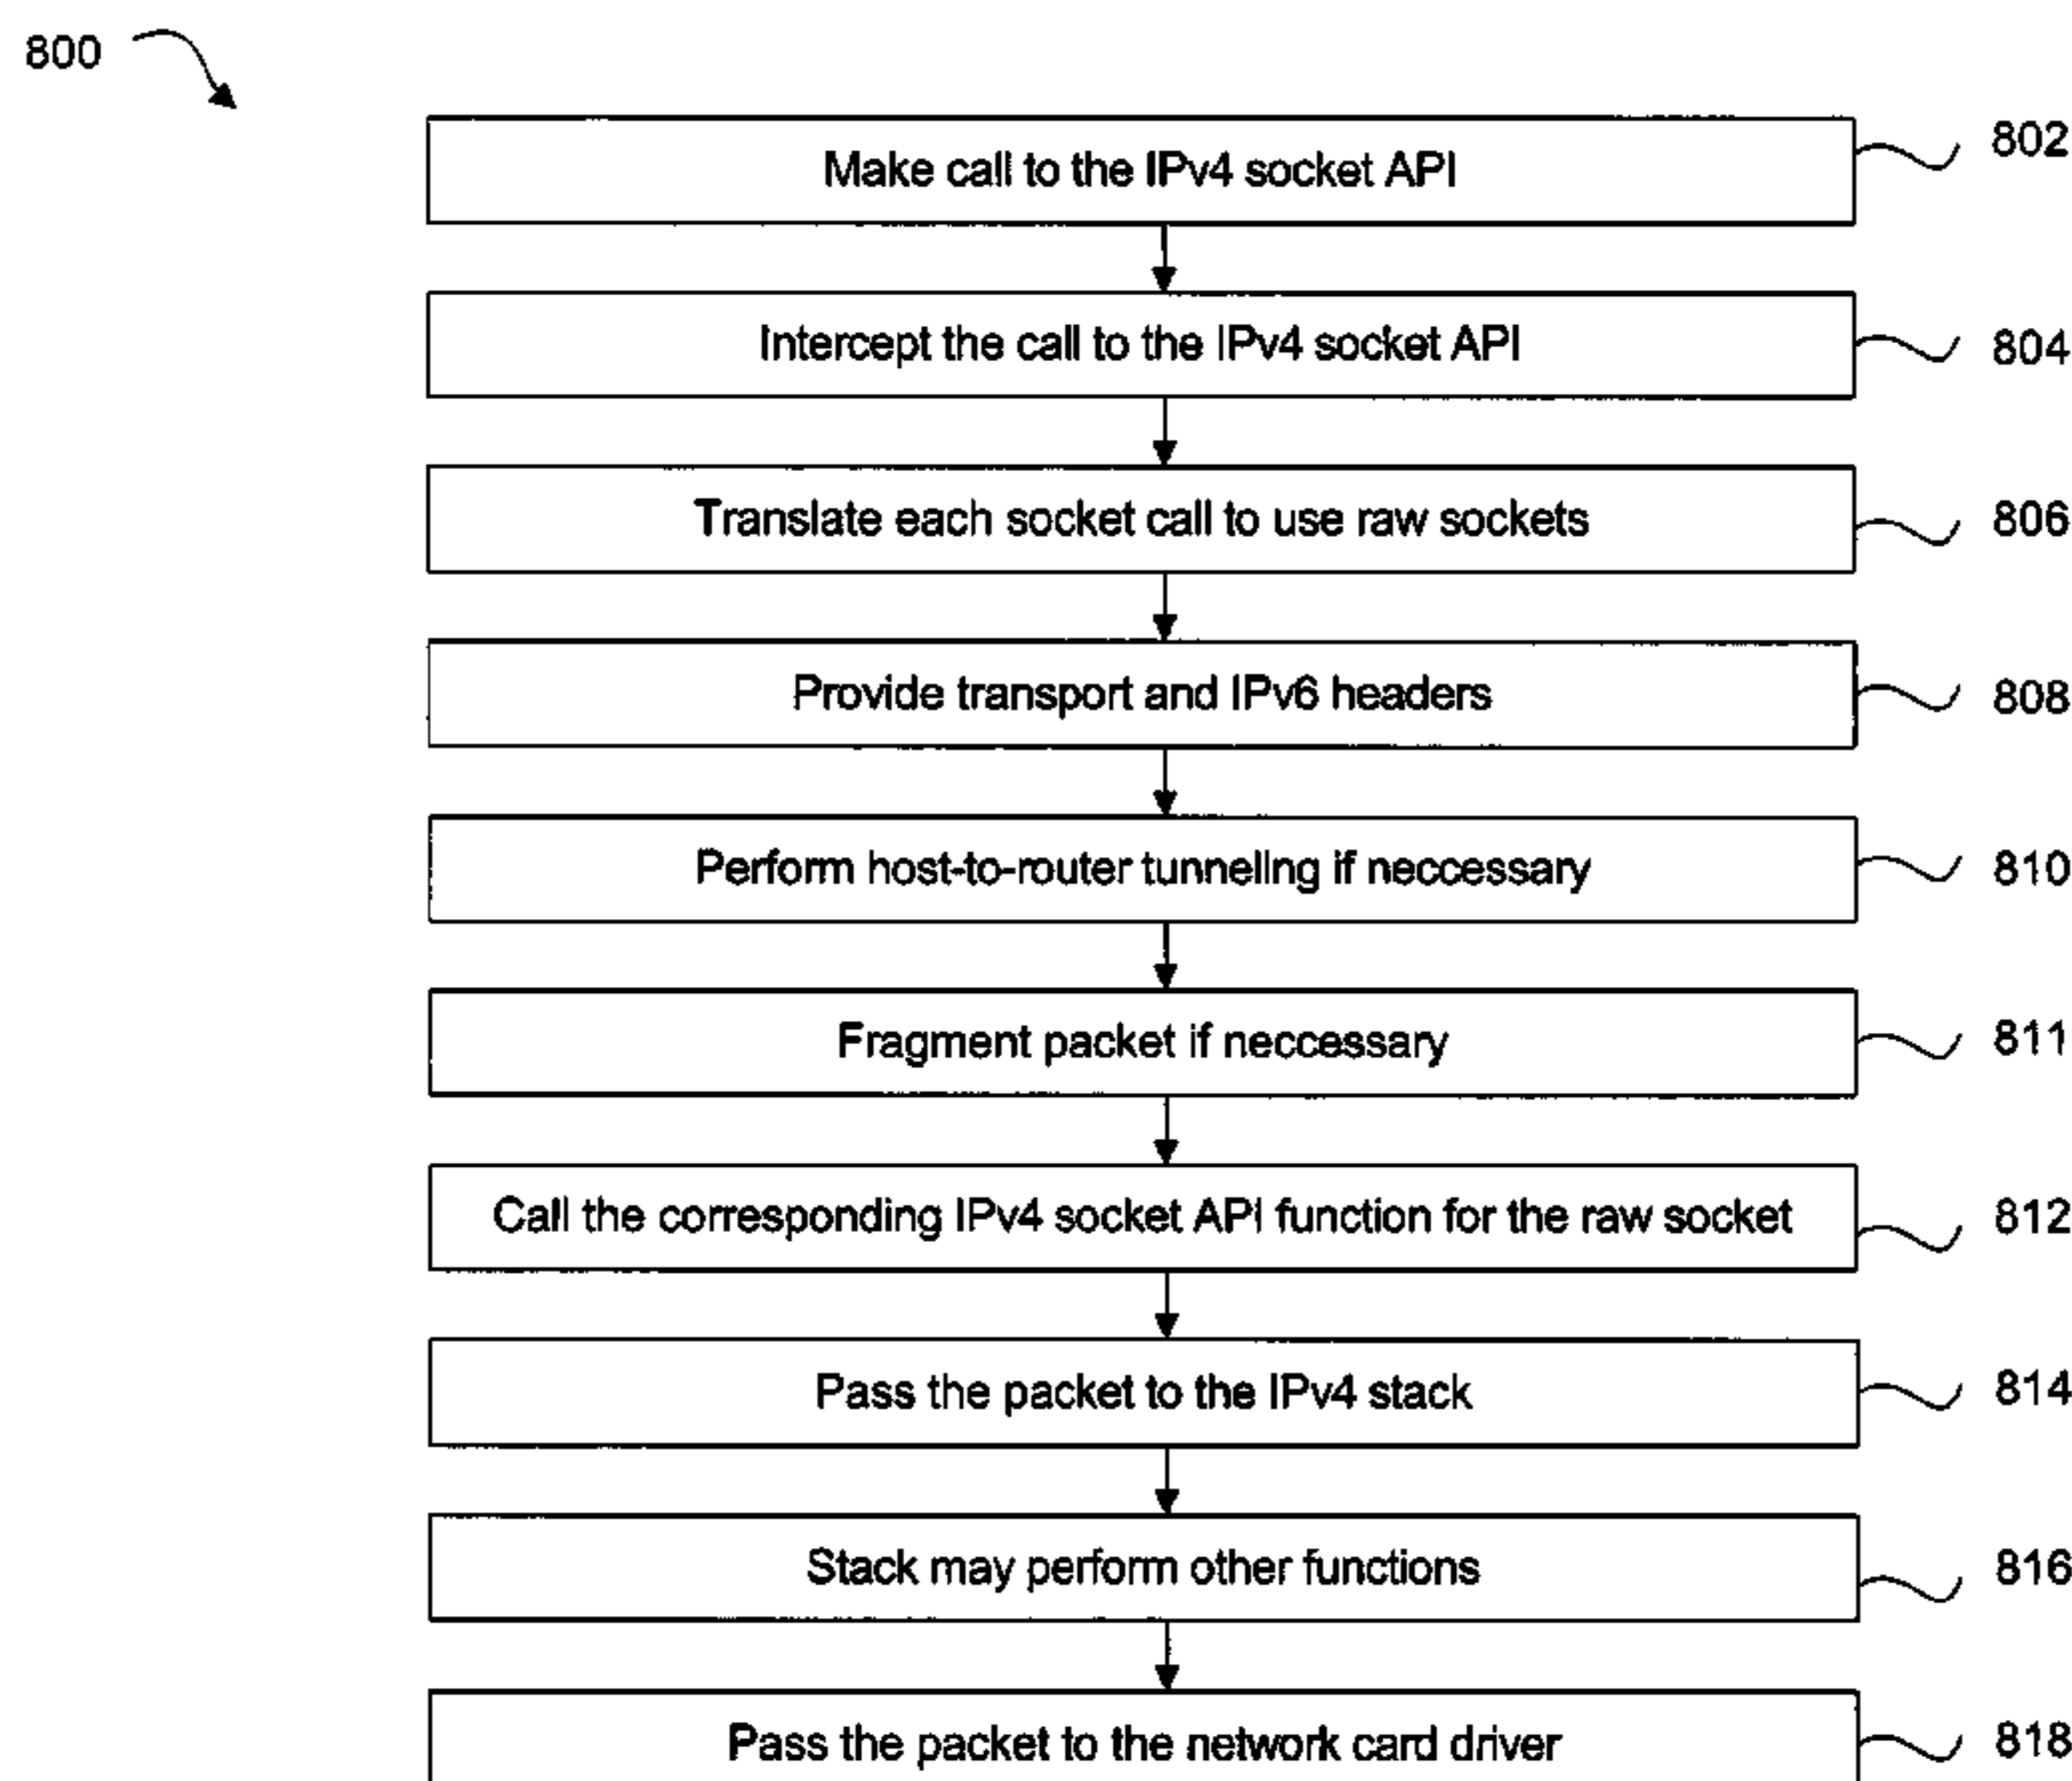 800
Make call to the IPv4 socket API 802
Intercept the call to the IPv4 socket API 804
Translate each socket call to use raw sockets 806
Provide transport and IPv6 headers 808
Perform host-to-router tunneling if neccessary 810
Fragment packet if neccessary 811
Call the corresponding IPv4 socket API function for the raw socket 812
Pass the packet to the IPv4 stack 814
Stack may perform other functions 816
Pass the packet to the network card driver 818